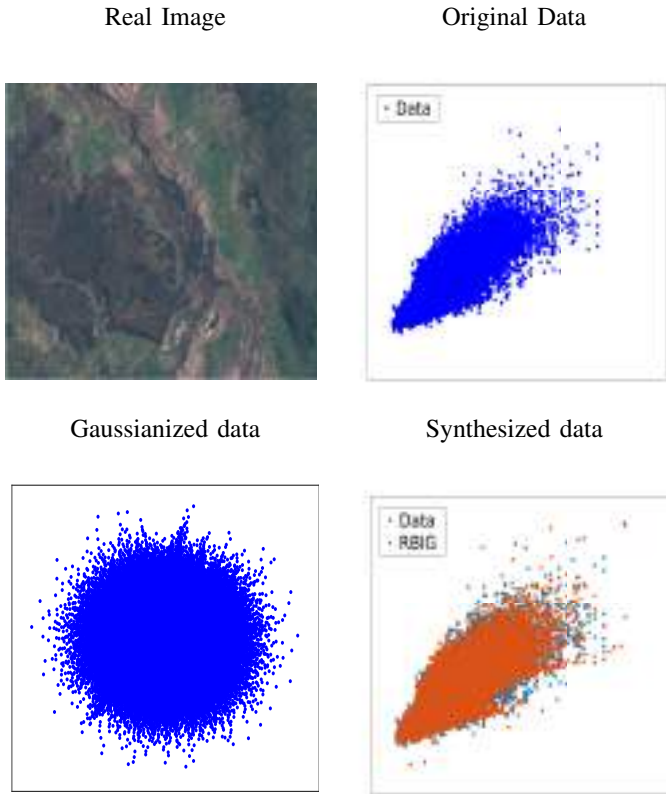 Real Image
Original Data
Data
Gaussianized data
Synthesized data
Data
RBIG